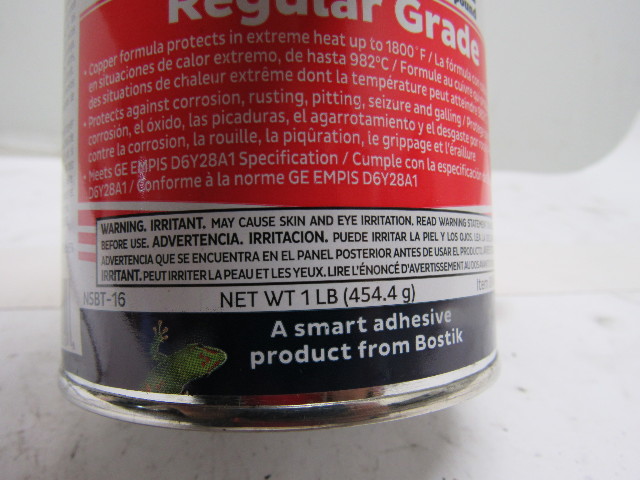 Regular Grade
• Copper formula protects in extreme heat up to 1800°F / La fórmula
en situaciones de calor extremo, de hasta 982°C / Formule au cuivre
des situations de chaleur extrême dont la température peut atteindre
• Protects against corrosion, rusting, pitting, seizure and galling /
corrosión, el óxido, las picaduras, el agarrotamiento y el desgaste por
contre la corrosion, la rouille, la piqûration, le grippage et l'éraillure
• Meets GE EMPIS D6Y28A1 Specification / Cumple con la especificación
D6Y28A1 / Conforme à la norme GE EMPIS D6Y28A1
WARNING. IRRITANT. MAY CAUSE SKIN AND EYE IRRITATION. READ WARNING STATEMENT
BEFORE USE. ADVERTENCIA. IRRITACION. PUEDE IRRITAR LA PIEL Y LOS OJOS. LEA
ADVERTENCIA QUE SE ENCUENTRA EN EL PANEL POSTERIOR ANTES DE USAR EL PRODUCTO.
IRRITANT. PEUT IRRITER LA PEAU ET LES YEUX. LIRE L'ÉNONCÉ D'AVERTISSEMENT AU DOS
NSBT-16 NET WT 1 LB (454.4 g) Item
A smart adhesive
product from Bostik